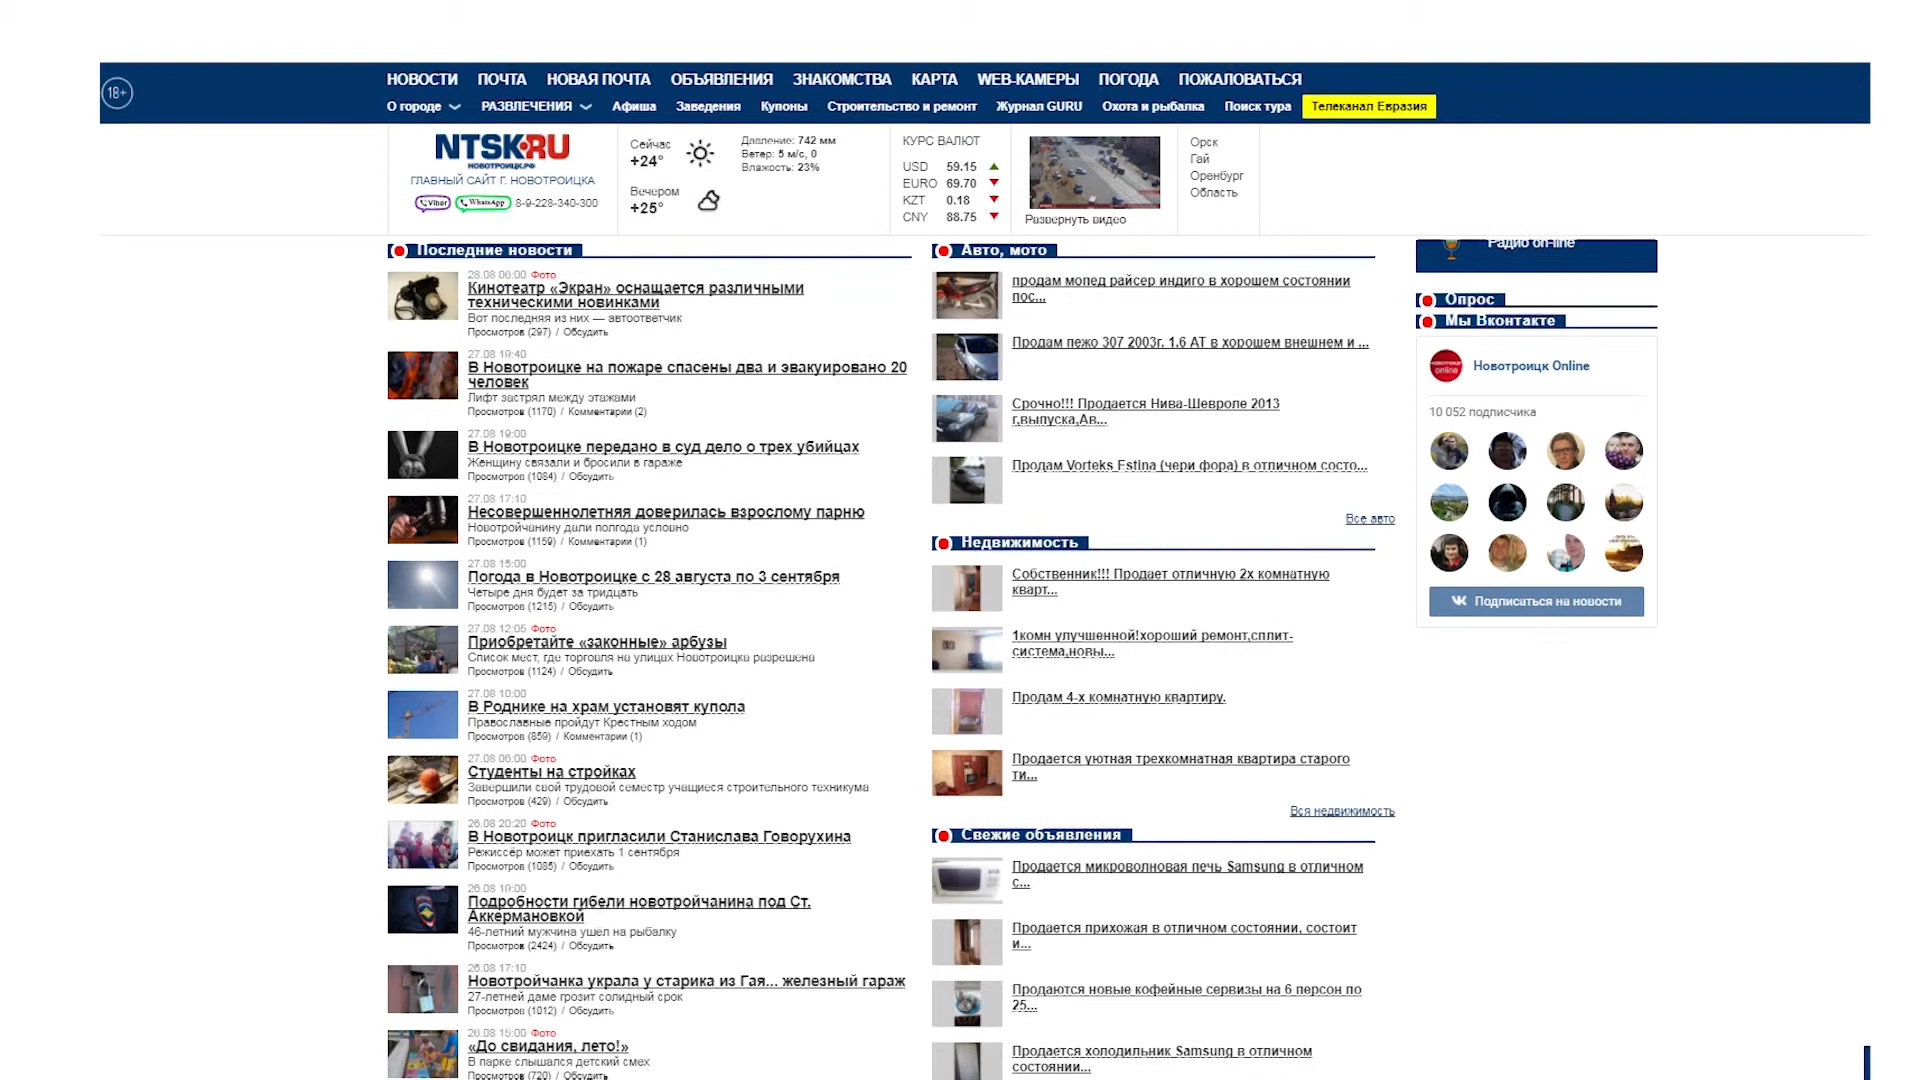 18+
НОВОСТИ ПОЧТА НОВАЯ ПОЧТА ОБЪЯВЛЕНИЯ ЗНАКОМСТВА КАРТА WEB-КАМЕРЫ ПОГОДА ПОЖАЛОВАТЬСЯ
О городе РАЗВЛЕЧЕНИЯ Афиша Заведения Купоны Строительство и ремонт Журнал GURU Охота и рыбалка Поиск тура Телеканал Евразия
NTSK.RU
НОВОТРОИЦК.РФ
ГЛАВНЫЙ САЙТ Г. НОВОТРОИЦКА
Viber WhatsApp 8-9-228-340-300
Сейчас
+24°
Вечером
+25°
Давление: 742 мм
Ветер: 5 м/с, 0
Влажность: 23%
КУРС ВАЛЮТ
USD 59.15
EURO 69.70
KZT 0.18
CNY 88.75
Развернуть видео
Орск
Гай
Оренбург
Область
Последние новости
28.08 06:00 Фото
Кинотеатр «Экран» оснащается различными
техническими новинками
Вот последняя из них — автоответчик
Просмотров (297) / Обсудить
27.08 19:40
В Новотроицке на пожаре спасены два и эвакуировано 20
человек
Лифт застрял между этажами
Просмотров (1170) / Комментарии (2)
27.08 19:00
В Новотроицке передано в суд дело о трех убийцах
Женщину связали и бросили в гараже
Просмотров (1084) / Обсудить
27.08 17:10
Несовершеннолетняя доверилась взрослому парню
Новотройчанину дали полгода условно
Просмотров (1159) / Комментарии (1)
27.08 15:00
Погода в Новотроицке с 28 августа по 3 сентября
Четыре дня будет за тридцать
Просмотров (1215) / Обсудить
27.08 12:05 Фото
Приобретайте «законные» арбузы
Список мест, где торговля на улицах Новотроицка разрешена
Просмотров (1124) / Обсудить
27.08 10:00
В Роднике на храм установят купола
Православные пройдут Крестным ходом
Просмотров (859) / Комментарии (1)
27.08 06:00 Фото
Студенты на стройках
Завершили свой трудовой семестр учащиеся строительного техникума
Просмотров (429) / Обсудить
26.08 20:20 Фото
В Новотроицк пригласили Станислава Говорухина
Режиссёр может приехать 1 сентября
Просмотров (1085) / Обсудить
26.08 19:00
Подробности гибели новотройчанина под Ст.
Аккермановкой
46-летний мужчина ушел на рыбалку
Просмотров (2424) / Обсудить
26.08 17:10
Новотройчанка украла у старика из Гая... железный гараж
27-летней даме грозит солидный срок
Просмотров (1012) / Обсудить
26.08 15:00 Фото
«До свидания, лето!»
В парке слышался детский смех
Просмотров (720) / Обсудить
Авто, мото
продам мопед райсер индиго в хорошем состоянии
пос...
Продам пежо 307 2003г. 1.6 АТ в хорошем внешнем и ...
Срочно!!! Продается Нива-Шевроле 2013
г.выпуска,Ав...
Продам Vorteks Estina (чери фора) в отличном состо...
Все авто
Недвижимость
Собственник!!! Продает отличную 2х комнатную
кварт...
1комн улучшенной!хороший ремонт,сплит-
система,новы...
Продам 4-х комнатную квартиру.
Продается уютная трехкомнатная квартира старого
ти...
Вся недвижимость
Свежие объявления
Продается микроволновая печь Samsung в отличном
с...
Продается прихожая в отличном состоянии, состоит
и...
Продаются новые кофейные сервизы на 6 персон по
25...
Продается холодильник Samsung в отличном
состоянии...
Радио on-line
Опрос
Мы Вконтакте
Новотроицк Online
10 052 подписчика
Подписаться на новости